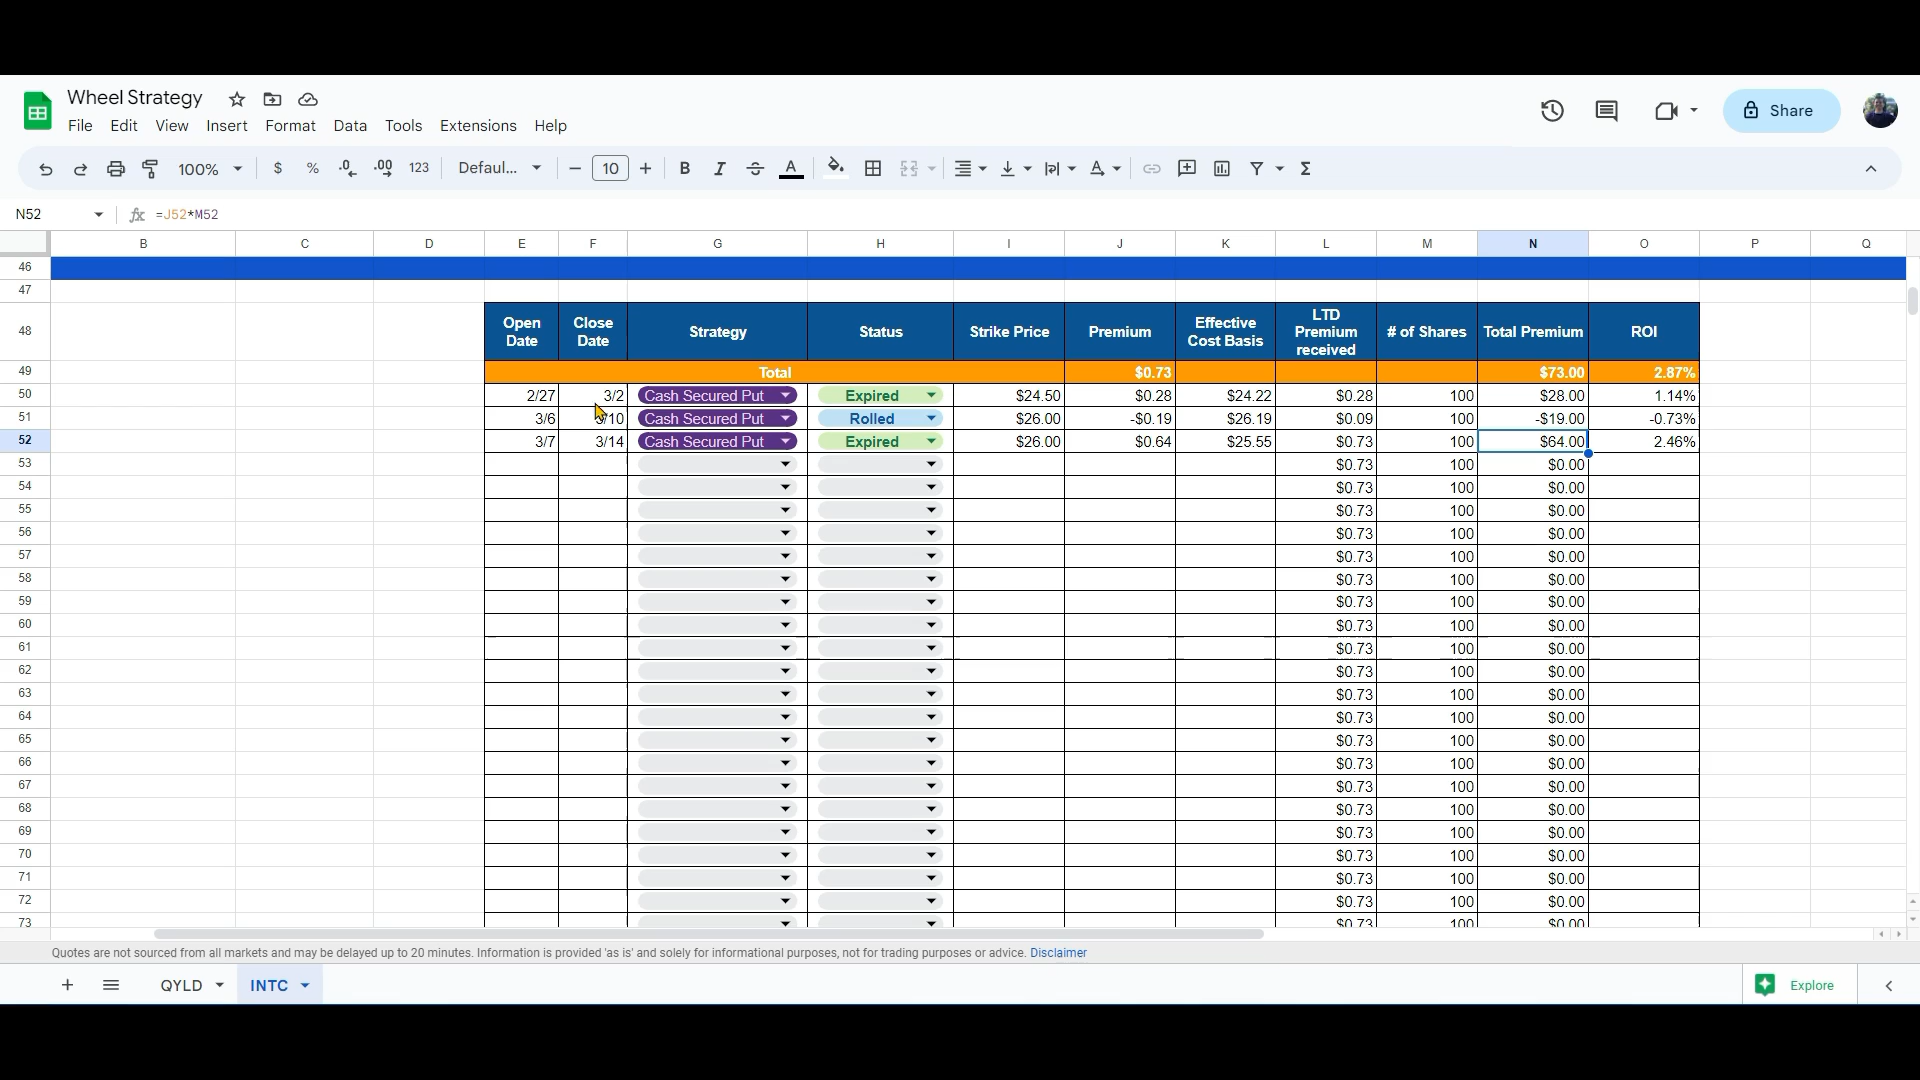 Wheel Strategy
File Edit View Insert Format Data Tools Extensions Help
Share
100% $ % .0 .00 123 Defaul... 10 B I A
N52 fx =J52*M52
B C D E F G H I J K L M N O P Q
46
47
48 Open Date Close Date Strategy Status Strike Price Premium Effective Cost Basis LTD Premium received # of Shares Total Premium ROI
49 Total $0.73 $73.00 2.87%
50 2/27 3/2 Cash Secured Put Expired $24.50 $0.28 $24.22 $0.28 100 $28.00 1.14%
51 3/6 3/10 Cash Secured Put Rolled $26.00 -$0.19 $26.19 $0.09 100 -$19.00 -0.73%
52 3/7 3/14 Cash Secured Put Expired $26.00 $0.64 $25.55 $0.73 100 $64.00 2.46%
53 $0.73 100 $0.00
54 $0.73 100 $0.00
55 $0.73 100 $0.00
56 $0.73 100 $0.00
57 $0.73 100 $0.00
58 $0.73 100 $0.00
59 $0.73 100 $0.00
60 $0.73 100 $0.00
61 $0.73 100 $0.00
62 $0.73 100 $0.00
63 $0.73 100 $0.00
64 $0.73 100 $0.00
65 $0.73 100 $0.00
66 $0.73 100 $0.00
67 $0.73 100 $0.00
68 $0.73 100 $0.00
69 $0.73 100 $0.00
70 $0.73 100 $0.00
71 $0.73 100 $0.00
72 $0.73 100 $0.00
73 $0.73 100 $0.00
Quotes are not sourced from all markets and may be delayed up to 20 minutes. Information is provided 'as is' and solely for informational purposes, not for trading purposes or advice. Disclaimer
QYLD INTC Explore